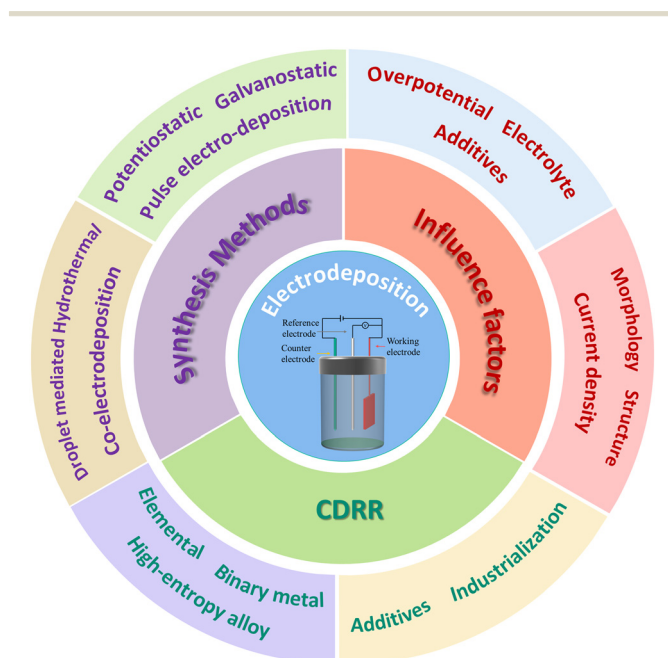 Potentiostatic Galvanostatic
Pulse electro-deposition
Overpotential Electrolyte
Additives
Synthesis Methods
Influence factors
Droplet mediated Hydrothermal/
Co-electrodeposition
Electrodeposition
Reference
electrode
Counter
electrode
V
Working
electrode
Morphology Structure
Current density
CDRR
Elemental Binary metal
High-entropy alloy
Additives Industrialization